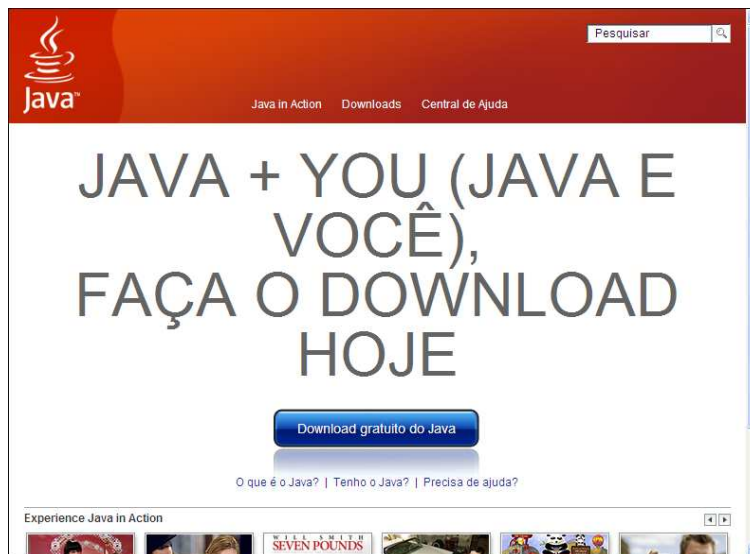 Pesquisar
Java™
Java in Action Downloads Central de Ajuda
JAVA + YOU (JAVA E
VOCÊ),
FAÇA O DOWNLOAD
HOJE
Download gratuito do Java
O que é o Java? | Tenho o Java? | Precisa de ajuda?
Experience Java in Action
WILL SMITH
SEVEN POUNDS